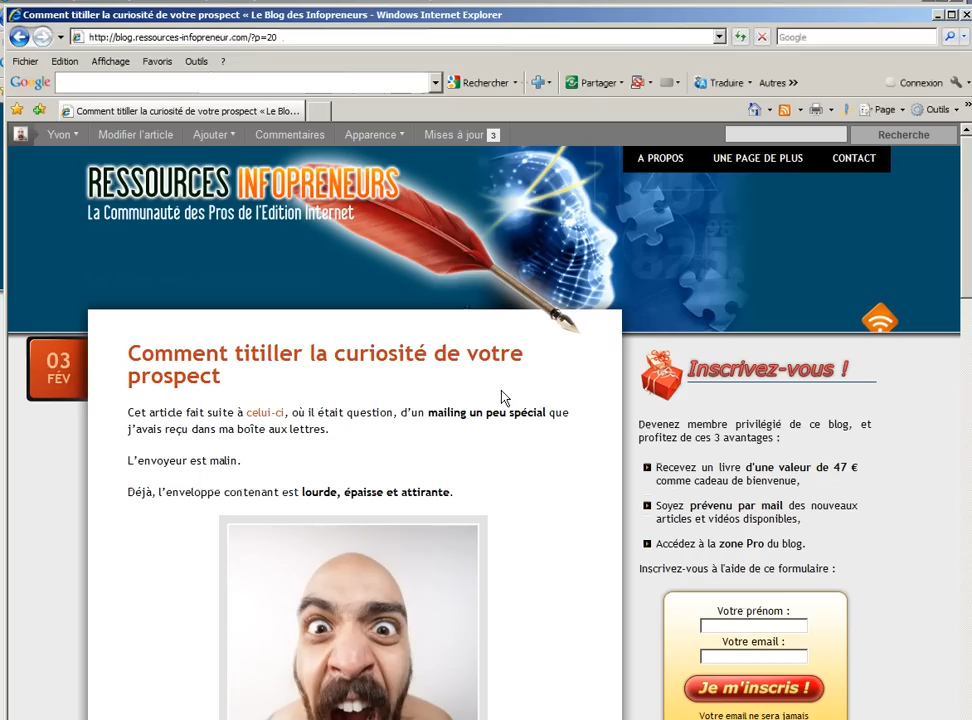 Comment titiller la curiosité de votre prospect « Le Blog des Infopreneurs - Windows Internet Explorer
http://blog.ressources-infopreneur.com/?p=20
Google
Fichier Edition Affichage Favoris Outils ?
Google Rechercher Partager Traduire Autres » Connexion
Comment titiller la curiosité de votre prospect « Le Blo... Page Outils
Yvon Modifier l'article Ajouter Commentaires Apparence Mises à jour 3 Recherche
A PROPOS UNE PAGE DE PLUS CONTACT
RESSOURCES INFOPRENEURS
La Communauté des Pros de l'Edition Internet
03
FÉV
Comment titiller la curiosité de votre
prospect
Cet article fait suite à celui-ci, où il était question, d'un mailing un peu spécial que
j'avais reçu dans ma boîte aux lettres.
L'envoyeur est malin.
Déjà, l'enveloppe contenant est lourde, épaisse et attirante.
Inscrivez-vous !
Devenez membre privilégié de ce blog, et
profitez de ces 3 avantages :
Recevez un livre d'une valeur de 47 €
comme cadeau de bienvenue,
Soyez prévenu par mail des nouveaux
articles et vidéos disponibles,
Accédez à la zone Pro du blog.
Inscrivez-vous à l'aide de ce formulaire :
Votre prénom :
Votre email :
Je m'inscris !
Votre email ne sera jamais